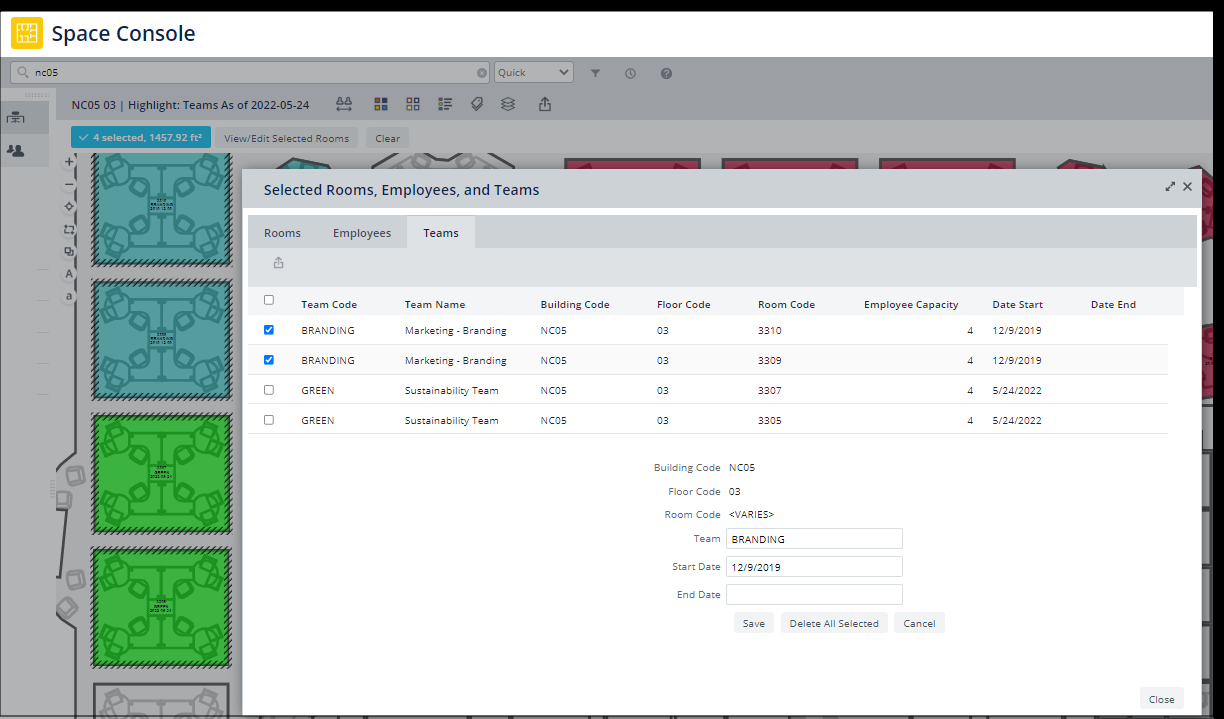 Space Console
nc05
Quick
NC05 03 | Highlight: Teams As of 2022-05-24
4 selected, 1457.92 ft²
View/Edit Selected Rooms
Clear
A
a
Selected Rooms, Employees, and Teams
Rooms Employees Teams
Team Code Team Name Building Code Floor Code Room Code Employee Capacity Date Start Date End
BRANDING Marketing - Branding NC05 03 3310 4 12/9/2019
BRANDING Marketing - Branding NC05 03 3309 4 12/9/2019
GREEN Sustainability Team NC05 03 3307 4 5/24/2022
GREEN Sustainability Team NC05 03 3305 4 5/24/2022
Building Code NC05
Floor Code 03
Room Code <VARIES>
Team BRANDING
Start Date 12/9/2019
End Date
Save Delete All Selected Cancel
Close